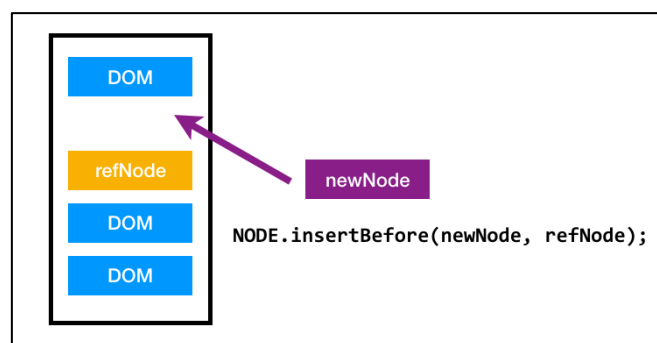 DOM
refNode
newNode
DOM
NODE.insertBefore(newNode, refNode);
DOM